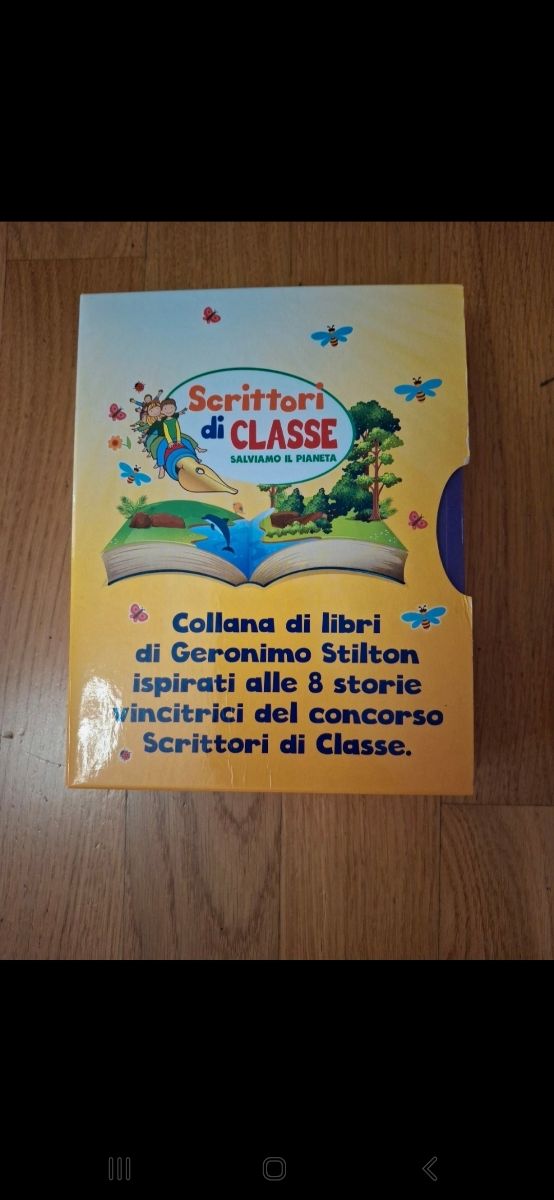 Scrittori
di CLASSE
SALVIAMO IL PIANETA
Collana di libri
di Geronimo Stilton
ispirati alle 8 storie
vincitrici del concorso
Scrittori di Classe.